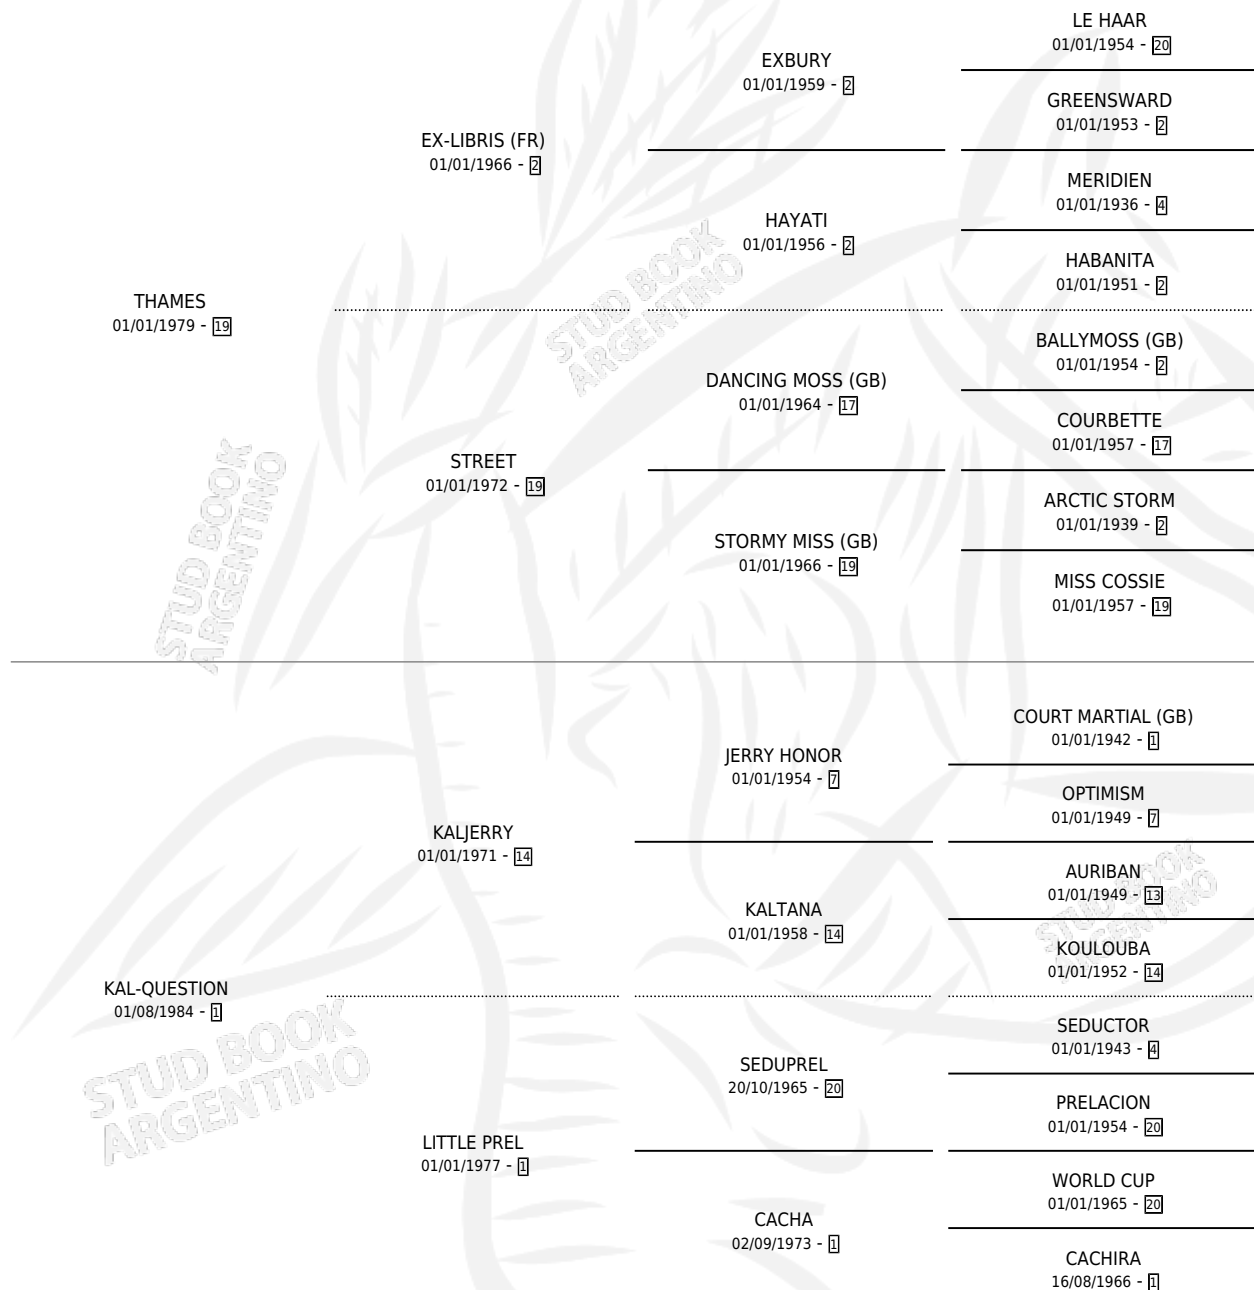 LE HAAR
01/01/1954 - 20
EXBURY
01/01/1959 - 2
GREENSWARD
01/01/1953 - 2
EX-LIBRIS (FR)
01/01/1966 - 2
MERIDIEN
01/01/1936 - 4
HAYATI
01/01/1956 - 2
HABANITA
01/01/1951 - 2
THAMES
01/01/1979 - 19
BALLYMOSS (GB)
01/01/1954 - 2
DANCING MOSS (GB)
01/01/1964 - 17
COURBETTE
01/01/1957 - 17
STREET
01/01/1972 - 19
ARCTIC STORM
01/01/1939 - 2
STORMY MISS (GB)
01/01/1966 - 19
MISS COSSIE
01/01/1957 - 19
COURT MARTIAL (GB)
01/01/1942 - 1
JERRY HONOR
01/01/1954 - 7
OPTIMISM
01/01/1949 - 7
KALJERRY
01/01/1971 - 14
AURIBAN
01/01/1949 - 13
KALTANA
01/01/1958 - 14
KOULOUBA
01/01/1952 - 14
KAL-QUESTION
01/08/1984 - 1
SEDUCTOR
01/01/1943 - 4
SEDUPREL
20/10/1965 - 20
PRELACION
01/01/1954 - 20
LITTLE PREL
01/01/1977 - 1
WORLD CUP
01/01/1965 - 20
CACHA
02/09/1973 - 1
CACHIRA
16/08/1966 - 1
STUD BOOK
ARGENTINO
STUD BOOK
ARGENTINO
STUD BOOK
ARGENTINO
STUD BOOK
ARGENTINO